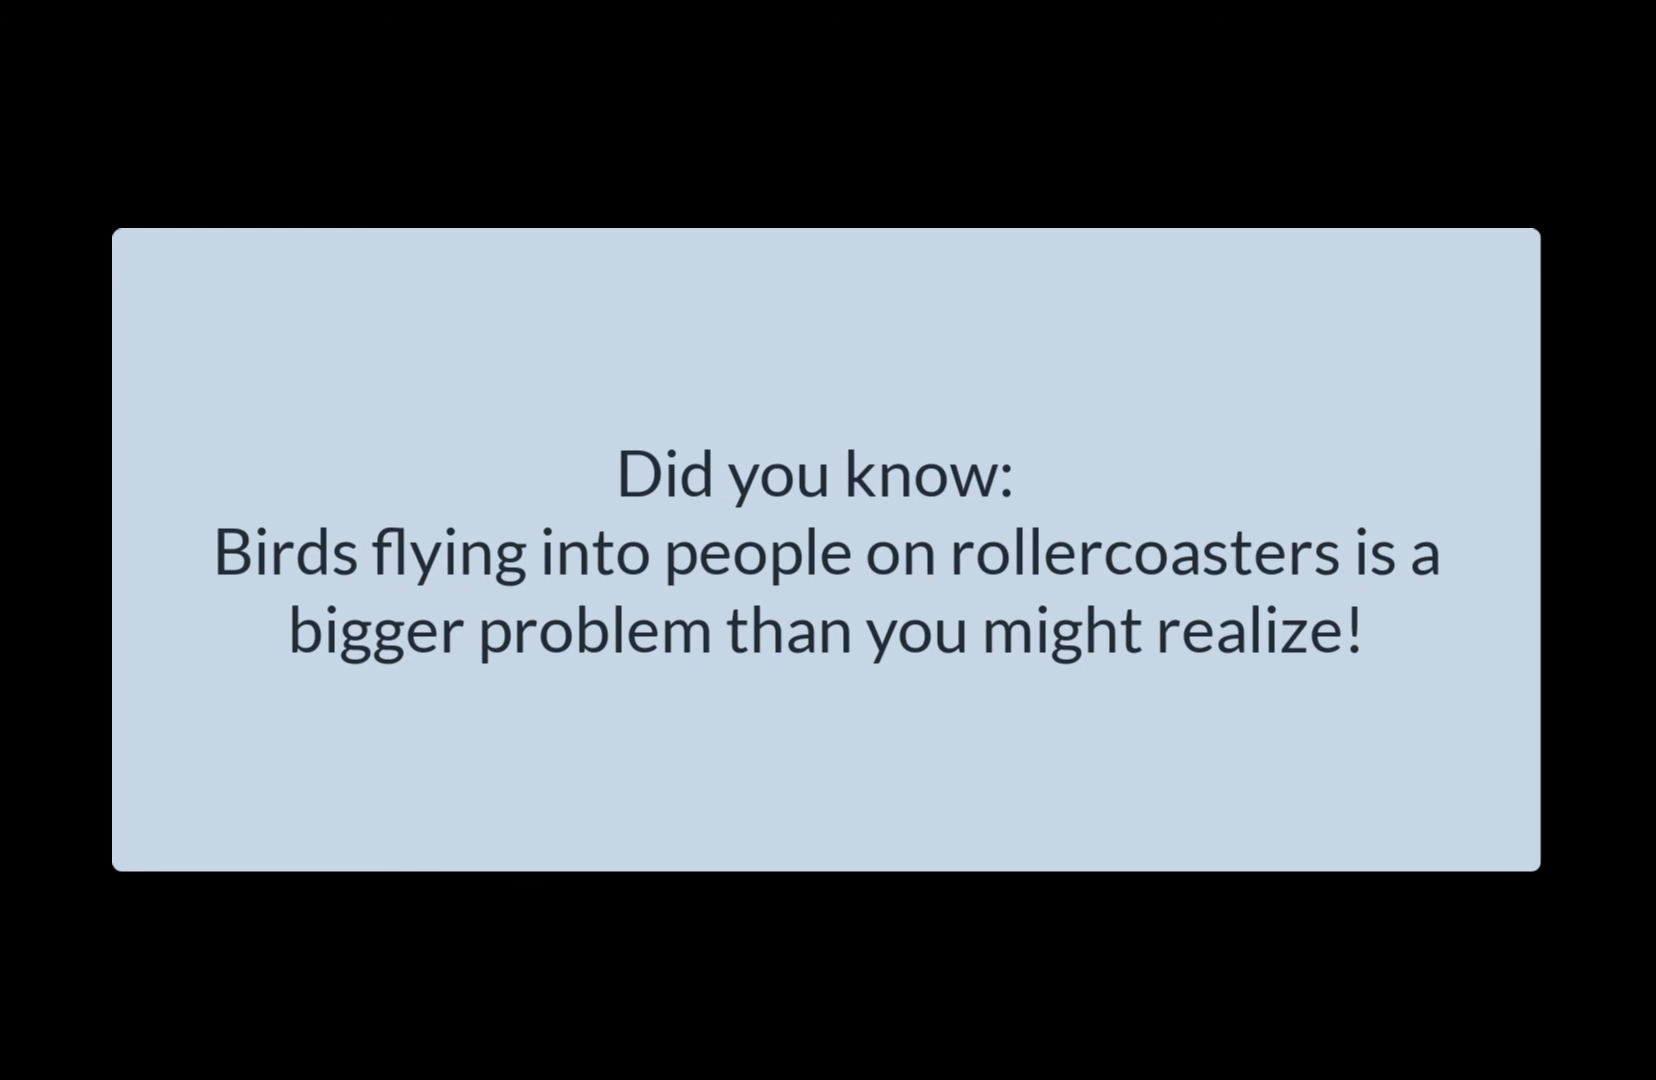 Did you know:
Birds flying into people on rollercoasters is a
bigger problem than you might realize!